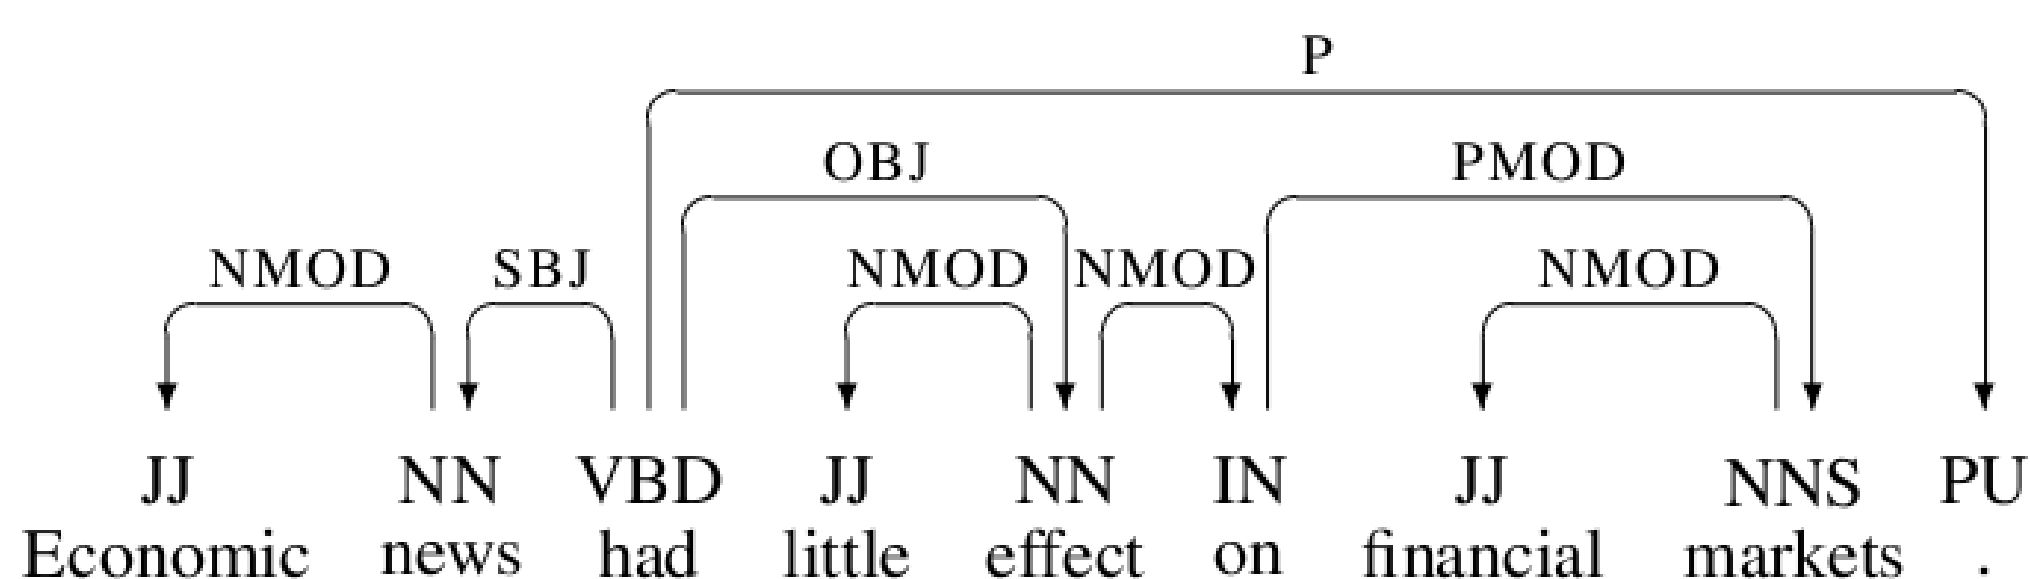 P
OBJ PMOD
NMOD SBJ NMOD NMOD NMOD
JJ NN VBD JJ NN IN JJ NNS PU
Economic news had little effect on financial markets .